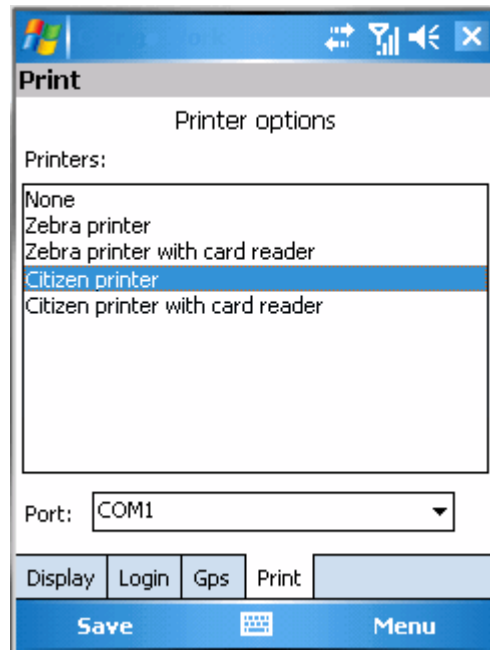 Print
Printer options
Printers:
None
Zebra printer
Zebra printer with card reader
Citizen printer
Citizen printer with card reader
Port: COM1
Display Login Gps Print
Save Menu